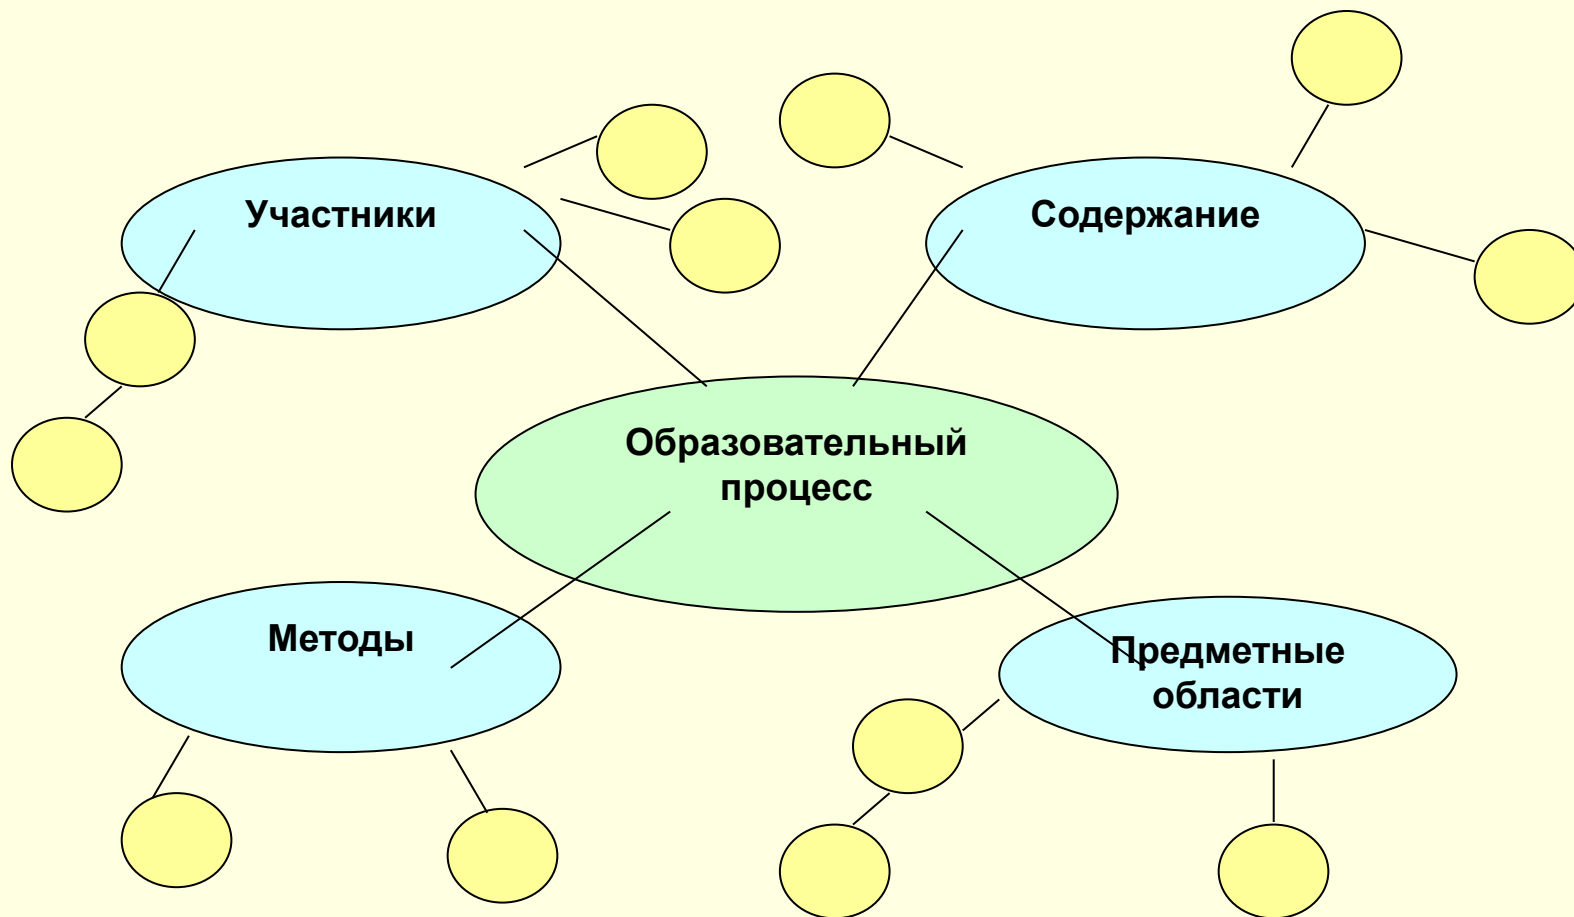 Участники
Содержание
Образовательный
процесс
Методы
Предметные
области